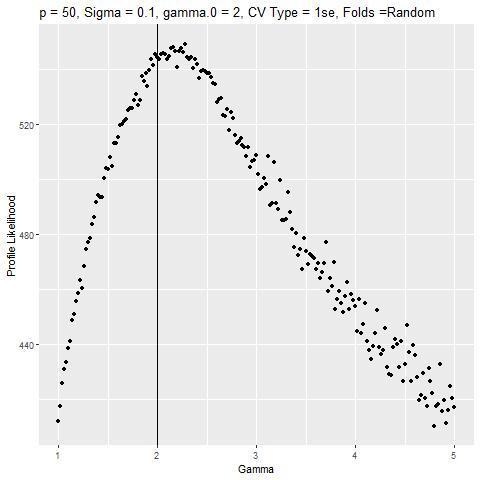 p = 50, Sigma = 0.1, gamma.0 = 2, CV Type = 1se, Folds =Random
Profile Likelihood
520
480
440
1 2 3 4 5
Gamma